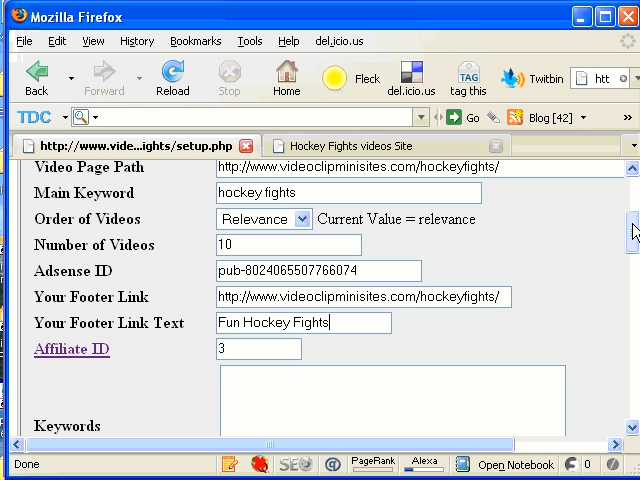 Mozilla Firefox
File Edit View History Bookmarks Tools Help del.icio.us
Back Forward Reload Stop Home Fleck del.icio.us TAG tag this Twitbin htt
TDC Go Blog [42]
http://www.vide...ights/setup.php Hockey Fights videos Site
Video Page Path http://www.videoclipminisites.com/hockeyfights/
Main Keyword hockey fights
Order of Videos Relevance Current Value = relevance
Number of Videos 10
Adsense ID pub-8024065507766074
Your Footer Link http://www.videoclipminisites.com/hockeyfights/
Your Footer Link Text Fun Hockey Fights
Affiliate ID 3
Keywords
Done SEO PageRank Alexa Open Notebook F 0